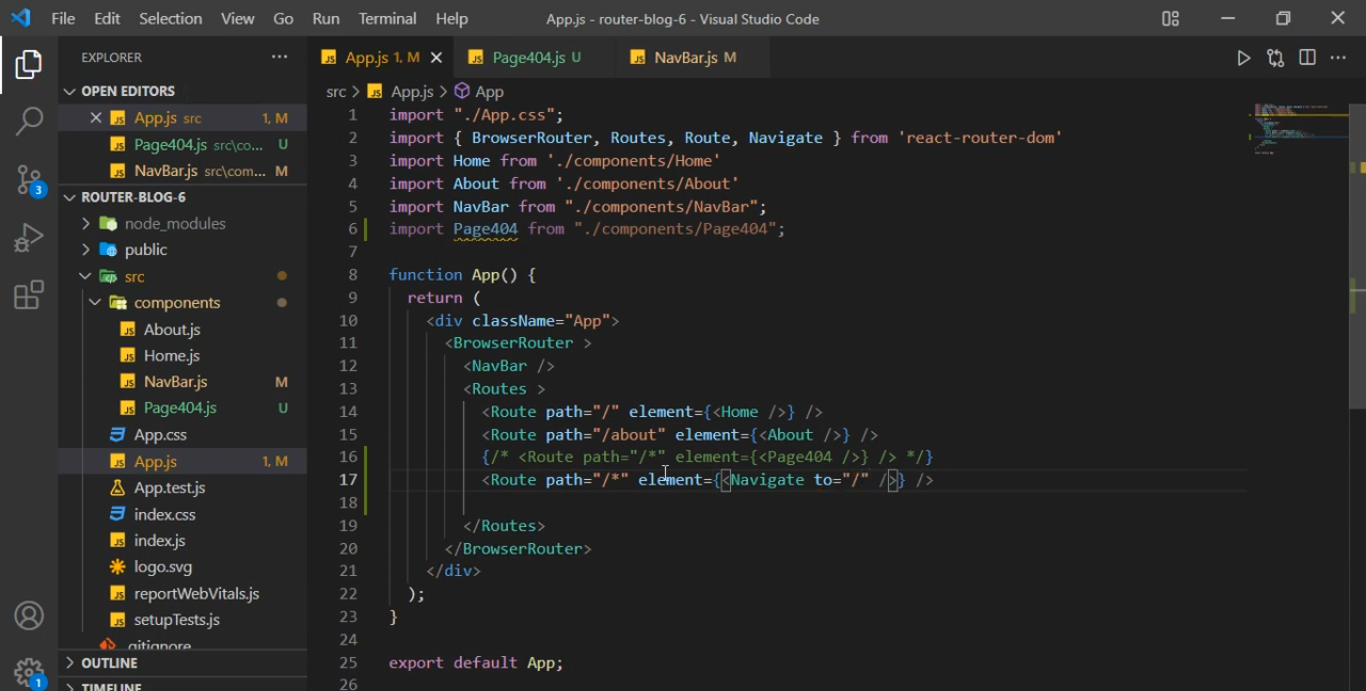 File Edit Selection View Go Run Terminal Help App.js - router-blog-6 - Visual Studio Code
EXPLORER
OPEN EDITORS
App.js src 1, M
Page404.js src\co... U
NavBar.js src\com... M
ROUTER-BLOG-6
node_modules
public
src
components
About.js
Home.js
NavBar.js M
Page404.js U
App.css
App.js 1, M
App.test.js
index.css
index.js
logo.svg
reportWebVitals.js
setupTests.js
.gitignore
OUTLINE
TIMELINE
3
1
App.js 1, M Page404.js U NavBar.js M
src > App.js > App
1 import "./App.css";
2 import { BrowserRouter, Routes, Route, Navigate } from 'react-router-dom'
3 import Home from './components/Home'
4 import About from './components/About'
5 import NavBar from "./components/NavBar";
6 import Page404 from "./components/Page404";
7
8 function App() {
9 return (
10 <div className="App">
11 <BrowserRouter >
12 <NavBar />
13 <Routes >
14 <Route path="/" element={<Home />} />
15 <Route path="/about" element={<About />} />
16 {/* <Route path="/*" element={<Page404 />} /> */}
17 <Route path="/*" element={<Navigate to="/" />} />
18
19 </Routes>
20 </BrowserRouter>
21 </div>
22 );
23 }
24
25 export default App;
26